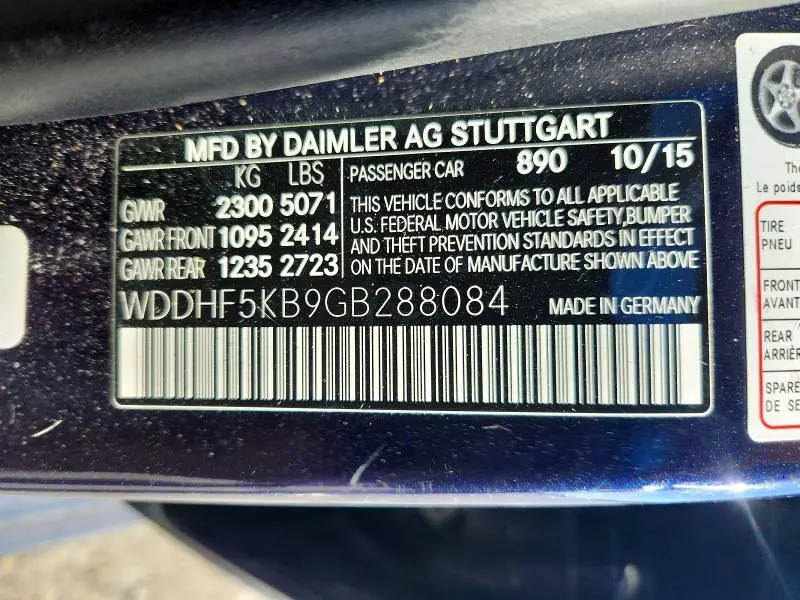 MFD BY DAIMLER AG STUTTGART
KG LBS
PASSENGER CAR 890 10/15
GVWR 2300 5071
GAWR FRONT 1095 2414
GAWR REAR 1235 2723
THIS VEHICLE CONFORMS TO ALL APPLICABLE
U.S. FEDERAL MOTOR VEHICLE SAFETY,BUMPER
AND THEFT PREVENTION STANDARDS IN EFFECT
ON THE DATE OF MANUFACTURE SHOWN ABOVE
WDDHF5KB9GB288084 MADE IN GERMANY
Le poids
TIRE
PNEU
FRONT
AVANT
REAR
SPARE